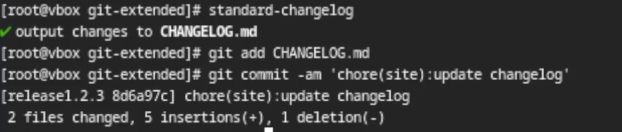 [root@vbox git-extended]# standard-changelog
✔ output changes to CHANGELOG.md
[root@vbox git-extended]# git add CHANGELOG.md
[root@vbox git-extended]# git commit -am 'chore(site):update changelog'
[release1.2.3 8d6a97c] chore(site):update changelog
2 files changed, 5 insertions(+), 1 deletion(-)